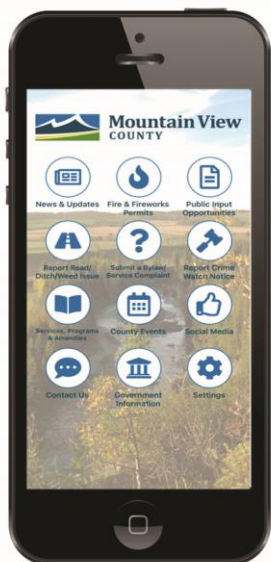 Mountain View
COUNTY
News & Updates
Fire & Fireworks
Permits
Public Input
Opportunities
Report Road/
Ditch/Weed Issue
Submit a Bylaw/
Service Complaint
Report Crime
Watch Notice
Services, Programs
& Amenities
County Events
Social Media
Contact Us
Government
Information
Settings